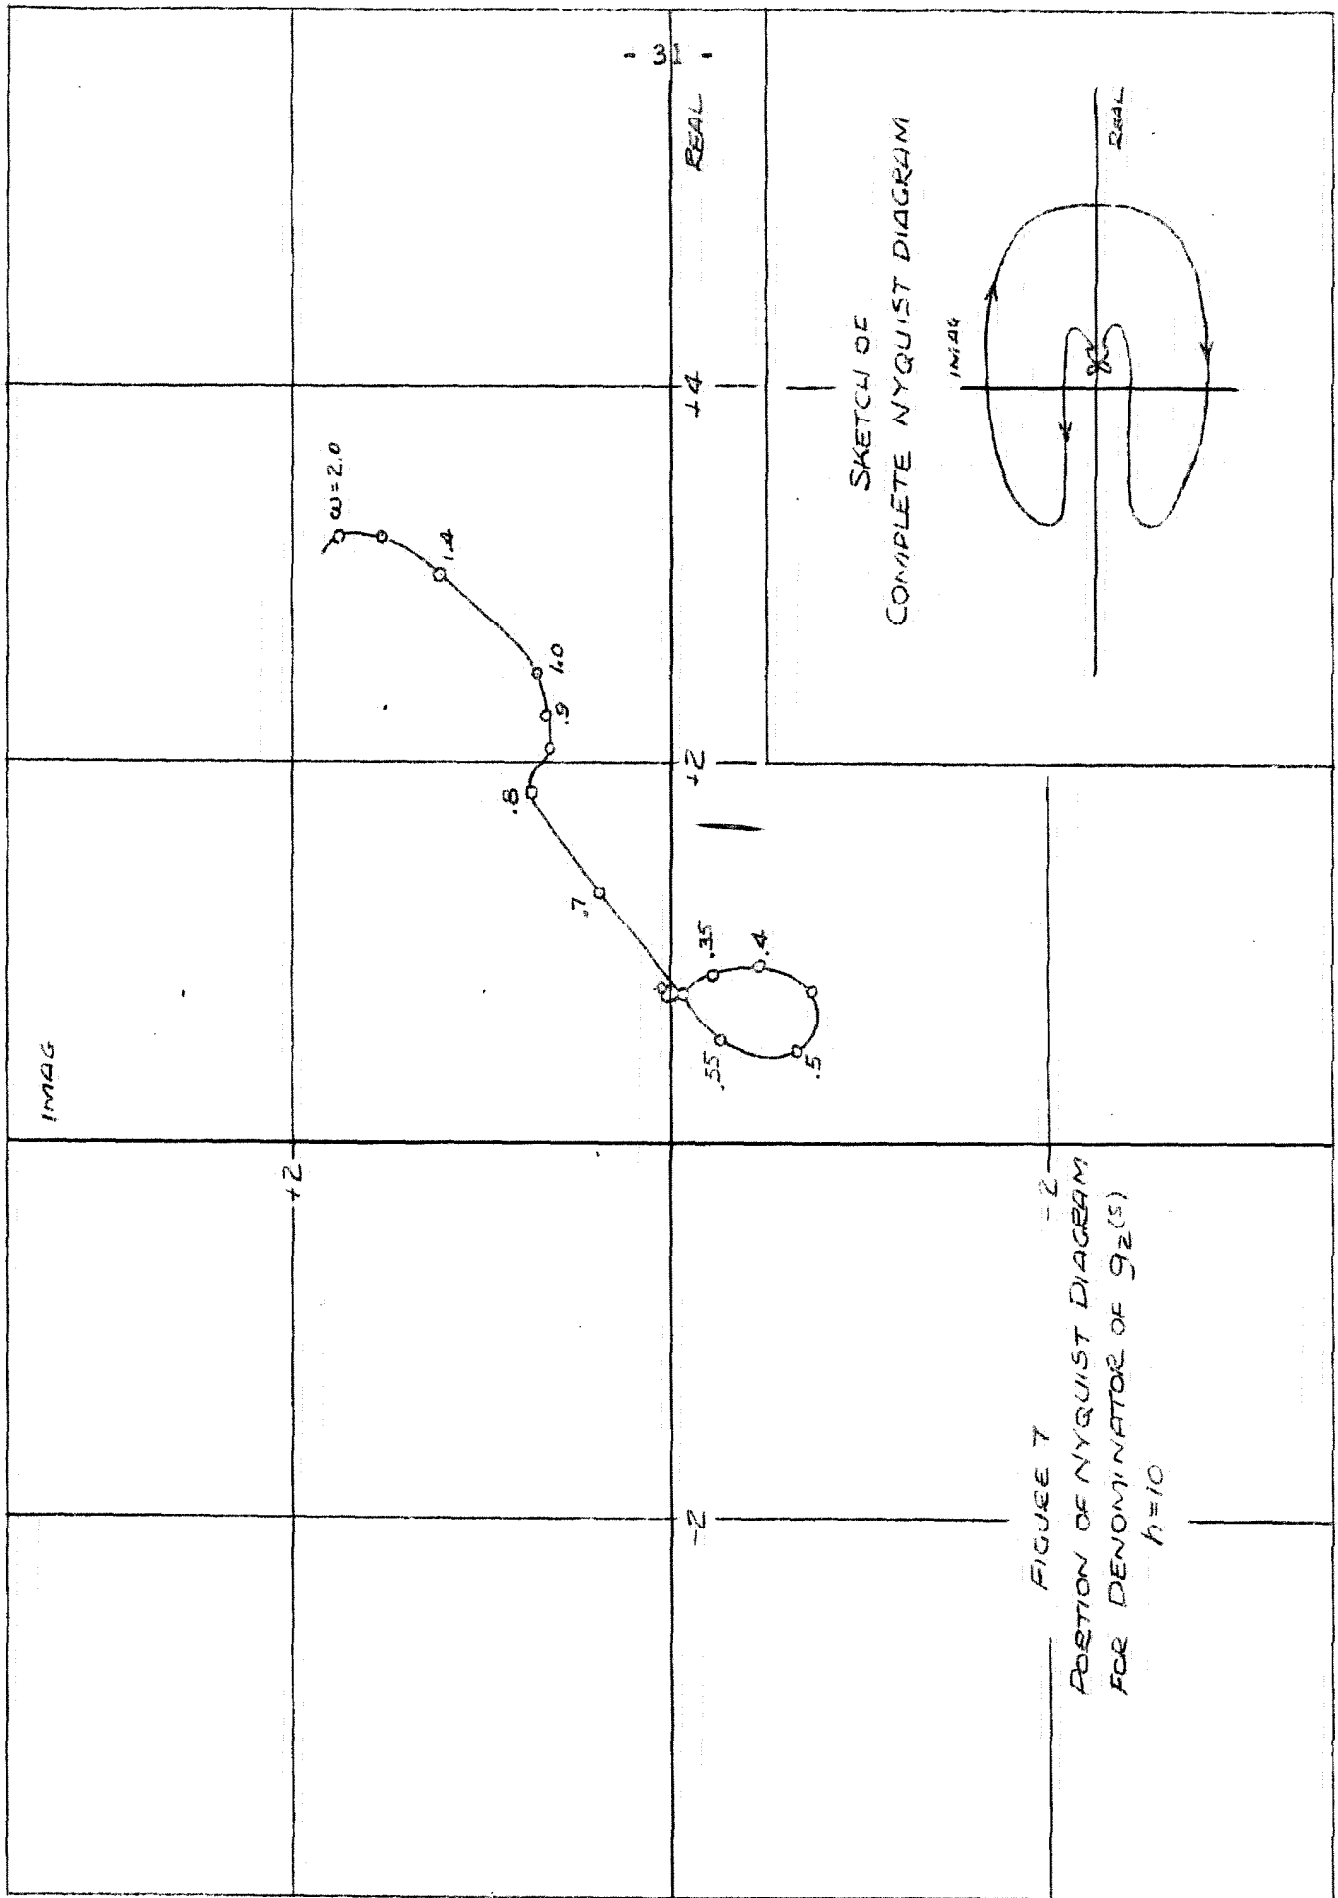 - 31 -
IMAG
+2
ω=2.0
1.4
1.0
.9
.8
.7
.35
.4
.55
.5
-2
+2
+4
REAL
-2
SKETCH OF
COMPLETE NYQUIST DIAGRAM
IMAG
REAL
FIGURE 7
PORTION OF NYQUIST DIAGRAM
FOR DENOMINATOR OF g2(s)
h=10